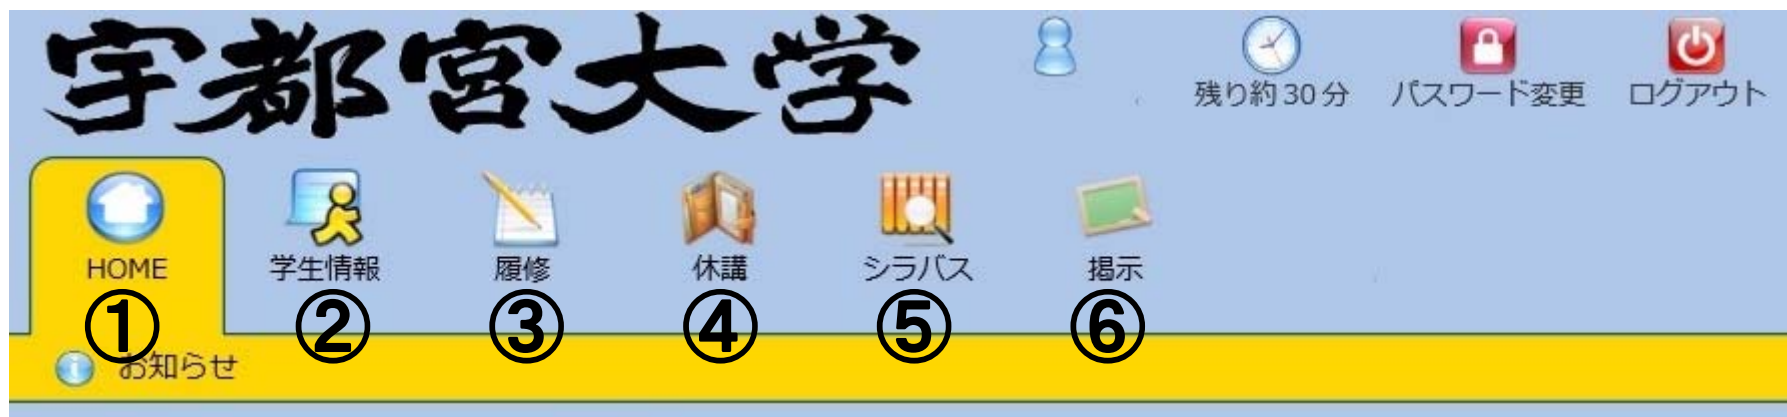 宇都宮大学
残り約30分 パスワード変更 ログアウト
HOME 学生情報 履修 休講 シラバス 掲示
① ② ③ ④ ⑤ ⑥
お知らせ